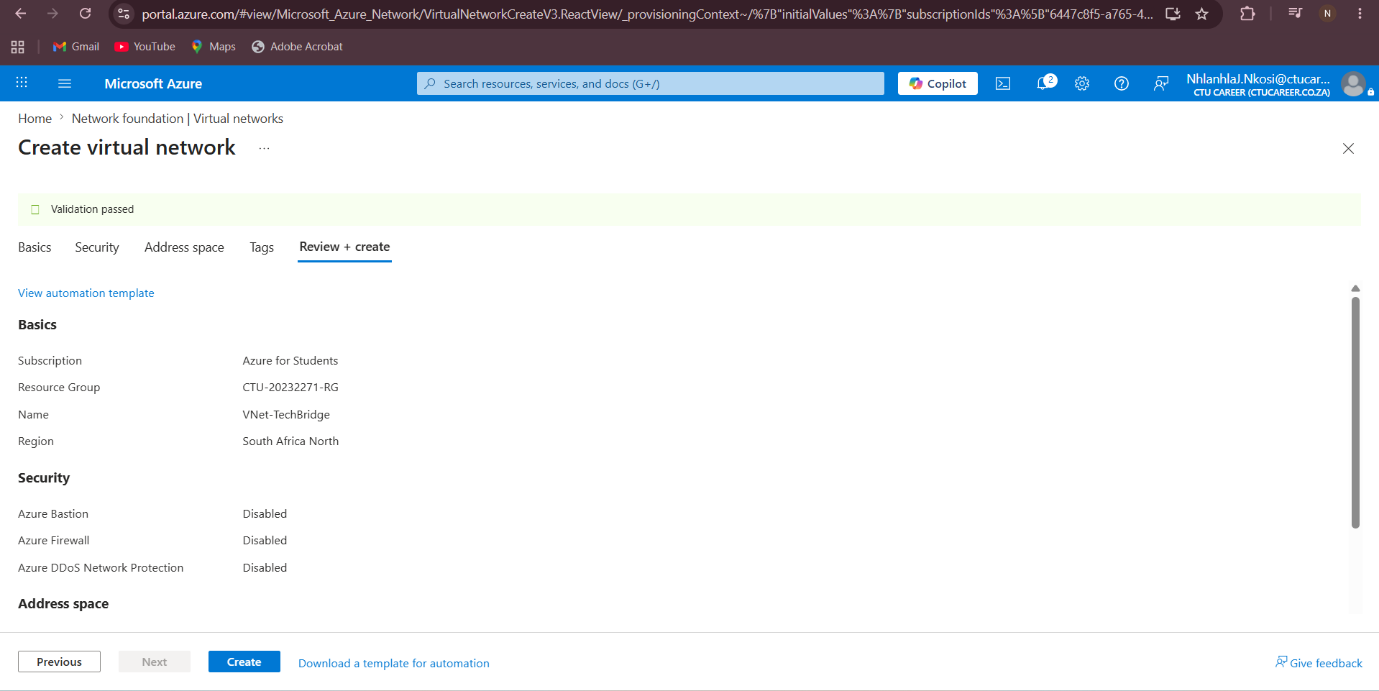 portal.azure.com/#view/Microsoft_Azure_Network/VirtualNetworkCreateV3.ReactView/_provisioningContext~/%7B"initialValues"%3A%7B"subscriptionIds"%3A%5B"6447c8f5-a765-4... N
Gmail YouTube Maps Adobe Acrobat
Microsoft Azure Search resources, services, and docs (G+/) Copilot 2 NhlanhlaJ.Nkosi@ctucar...
CTU CAREER (CTUCAREER.CO.ZA)
Home > Network foundation | Virtual networks
Create virtual network ...
Validation passed
Basics Security Address space Tags Review + create
View automation template
Basics
Subscription Azure for Students
Resource Group CTU-20232271-RG
Name VNet-TechBridge
Region South Africa North
Security
Azure Bastion Disabled
Azure Firewall Disabled
Azure DDoS Network Protection Disabled
Address space
Previous Next Create Download a template for automation Give feedback